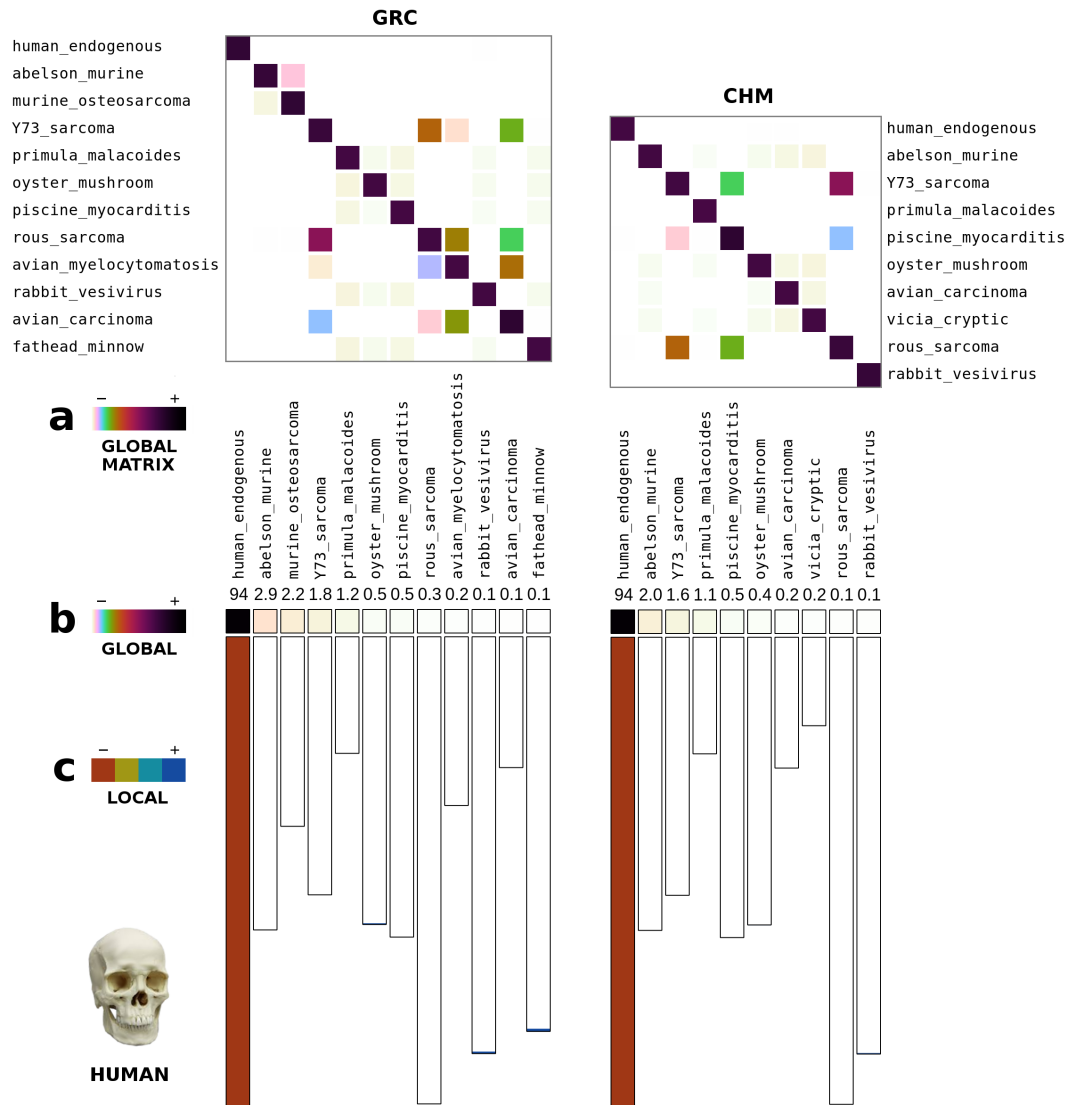 GRC
human_endogenous
abelson_murine
murine_osteosarcoma
Y73_sarcoma
primula_malacoides
oyster_mushroom
piscine_myocarditis
rous_sarcoma
avian_myelocytomatosis
rabbit_vesivirus
avian_carcinoma
fathead_minnow
CHM
human_endogenous
abelson_murine
Y73_sarcoma
primula_malacoides
piscine_myocarditis
oyster_mushroom
avian_carcinoma
vicia_cryptic
rous_sarcoma
rabbit_vesivirus
a
− +
GLOBAL
MATRIX
human_endogenous
abelson_murine
murine_osteosarcoma
Y73_sarcoma
primula_malacoides
oyster_mushroom
piscine_myocarditis
rous_sarcoma
avian_myelocytomatosis
rabbit_vesivirus
avian_carcinoma
fathead_minnow
human_endogenous
abelson_murine
Y73_sarcoma
primula_malacoides
piscine_myocarditis
oyster_mushroom
avian_carcinoma
vicia_cryptic
rous_sarcoma
rabbit_vesivirus
94 2.9 2.2 1.8 1.2 0.5 0.5 0.3 0.2 0.1 0.1 0.1
94 2.0 1.6 1.1 0.5 0.4 0.2 0.2 0.1 0.1
b
− +
GLOBAL
c
− +
LOCAL
HUMAN